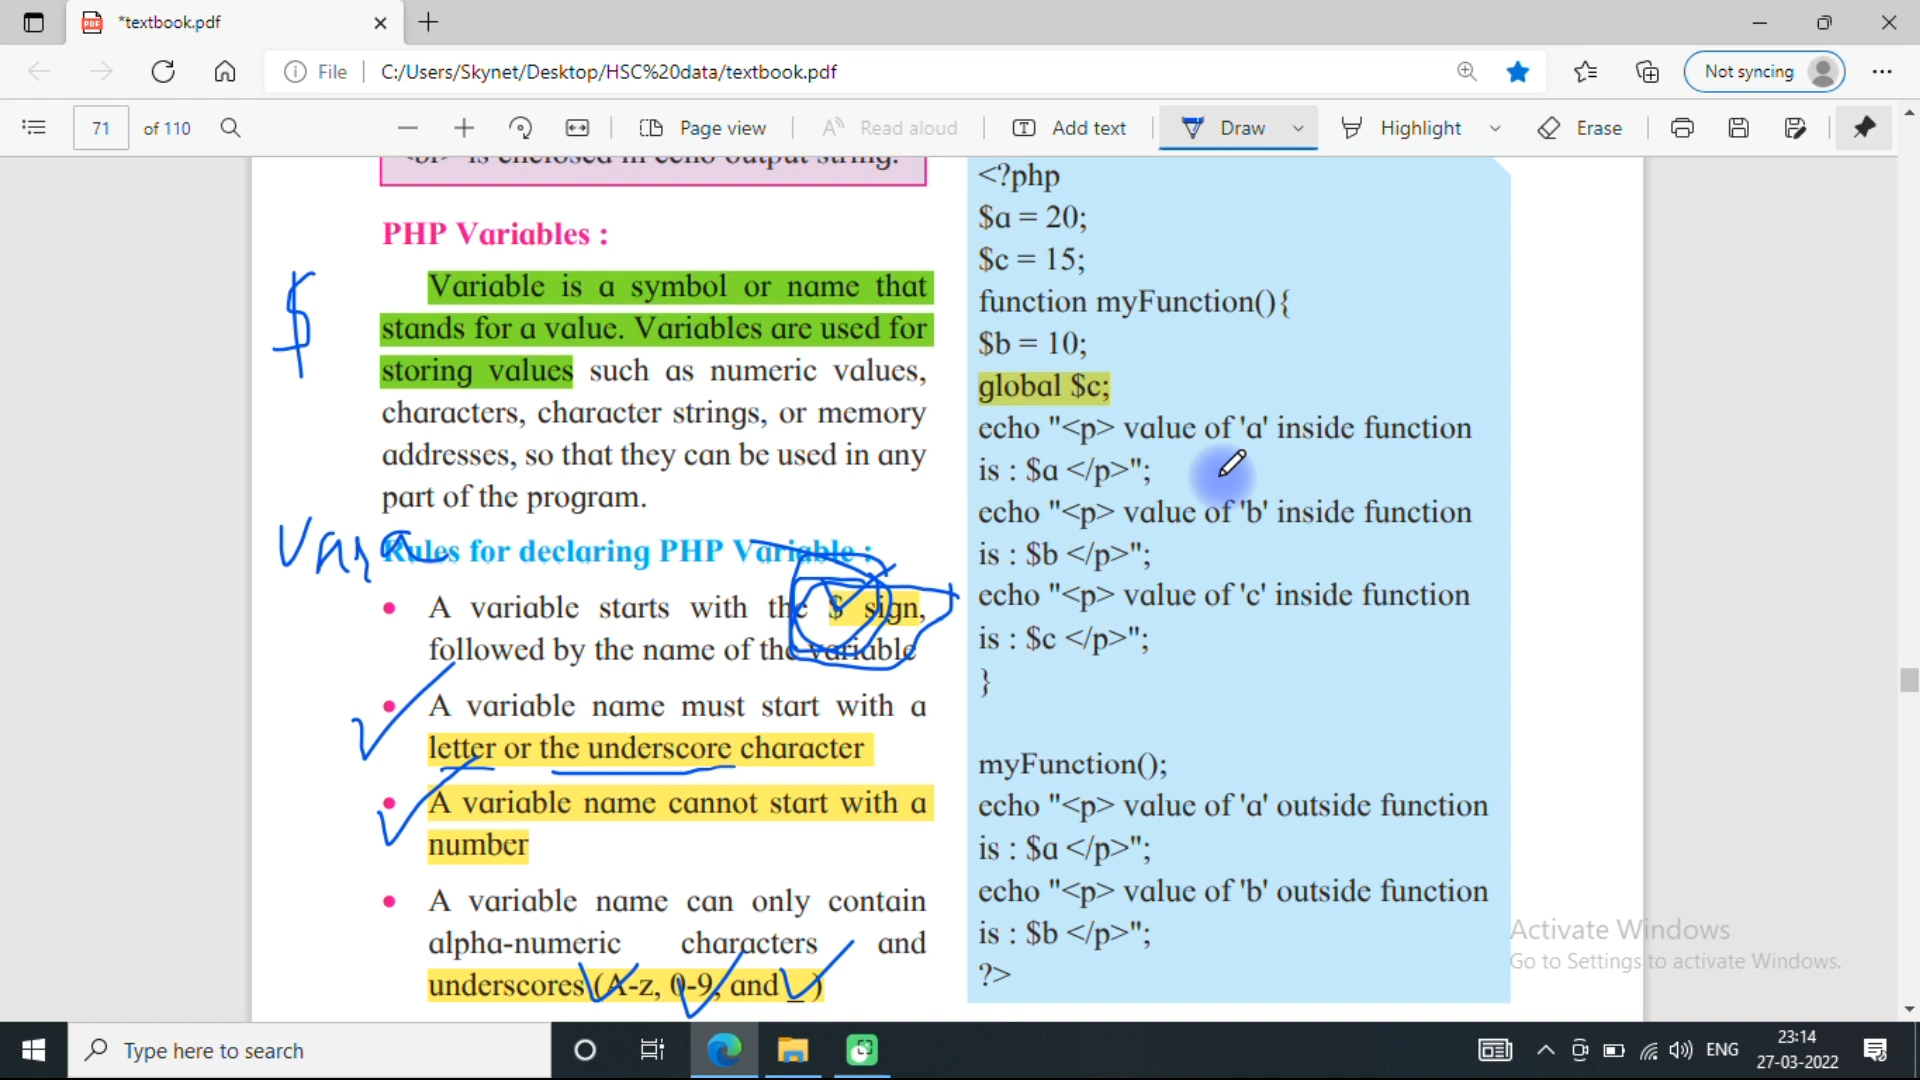 *textbook.pdf
File
C:/Users/Skynet/Desktop/HSC%20data/textbook.pdf
Not syncing
71
of 110
Page view
Read aloud
Add text
Draw
Highlight
Erase
<br> is enclosed in echo output string.
PHP Variables :
$
Variable is a symbol or name that
stands for a value. Variables are used for
storing values such as numeric values,
characters, character strings, or memory
addresses, so that they can be used in any
part of the program.
Vara
Rules for declaring PHP Variable :
• A variable starts with the $ sign,
followed by the name of the variable
• A variable name must start with a
letter or the underscore character
• A variable name cannot start with a
number
• A variable name can only contain
alpha-numeric characters and
underscores (A-z, 0-9, and _ )
<?php
$a = 20;
$c = 15;
function myFunction(){
$b = 10;
global $c;
echo "<p> value of 'a' inside function
is : $a </p>";
echo "<p> value of 'b' inside function
is : $b </p>";
echo "<p> value of 'c' inside function
is : $c </p>";
}
myFunction();
echo "<p> value of 'a' outside function
is : $a </p>";
echo "<p> value of 'b' outside function
is : $b </p>";
?>
Activate Windows
Go to Settings to activate Windows.
Type here to search
ENG
23:14
27-03-2022